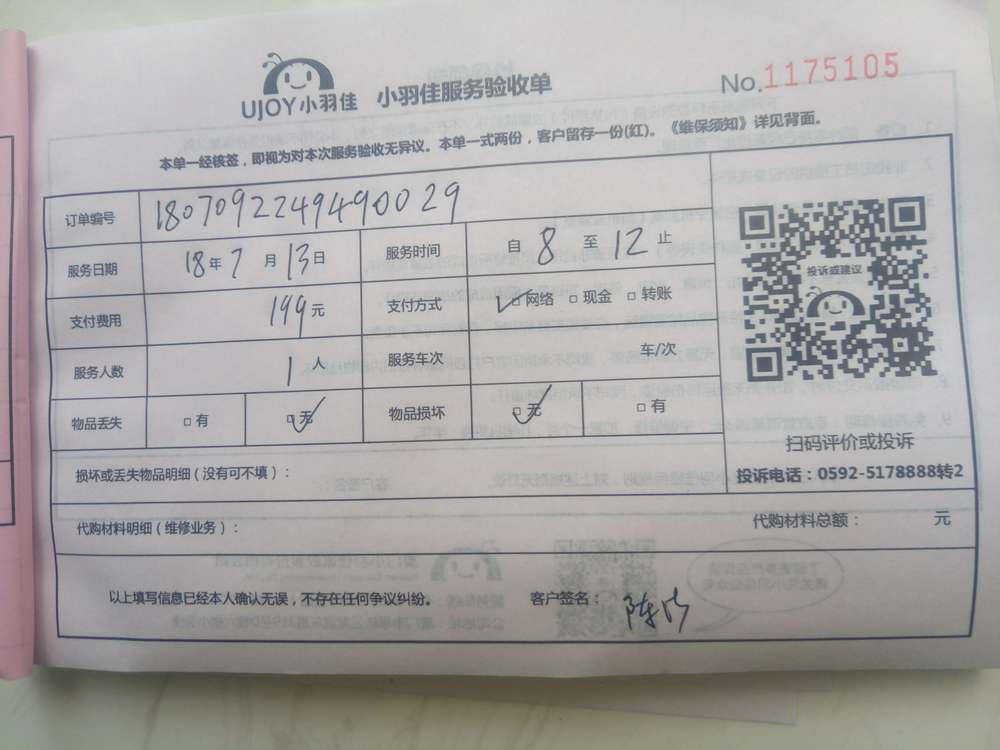 UJOY小羽佳 小羽佳服务验收单 No.1175105
本单一经核签，即视为对本次服务验收无异议。本单一式两份，客户留存一份(红)。《维保须知》详见背面。
订单编号 1807092249490029
服务日期 18年7月13日 服务时间 自8至12止
支付费用 199元 支付方式 □网络 □现金 □转账
服务人数 1人 服务车次 车/次
物品丢失 □有 □无 物品损坏 □无 □有
投诉或建议
扫码评价或投诉
投诉电话：0592-5178888转2
损坏或丢失物品明细（没有可不填）：
代购材料明细（维修业务）： 代购材料总额： 元
以上填写信息已经本人确认无误，不存在任何争议纠纷。 客户签名：陈